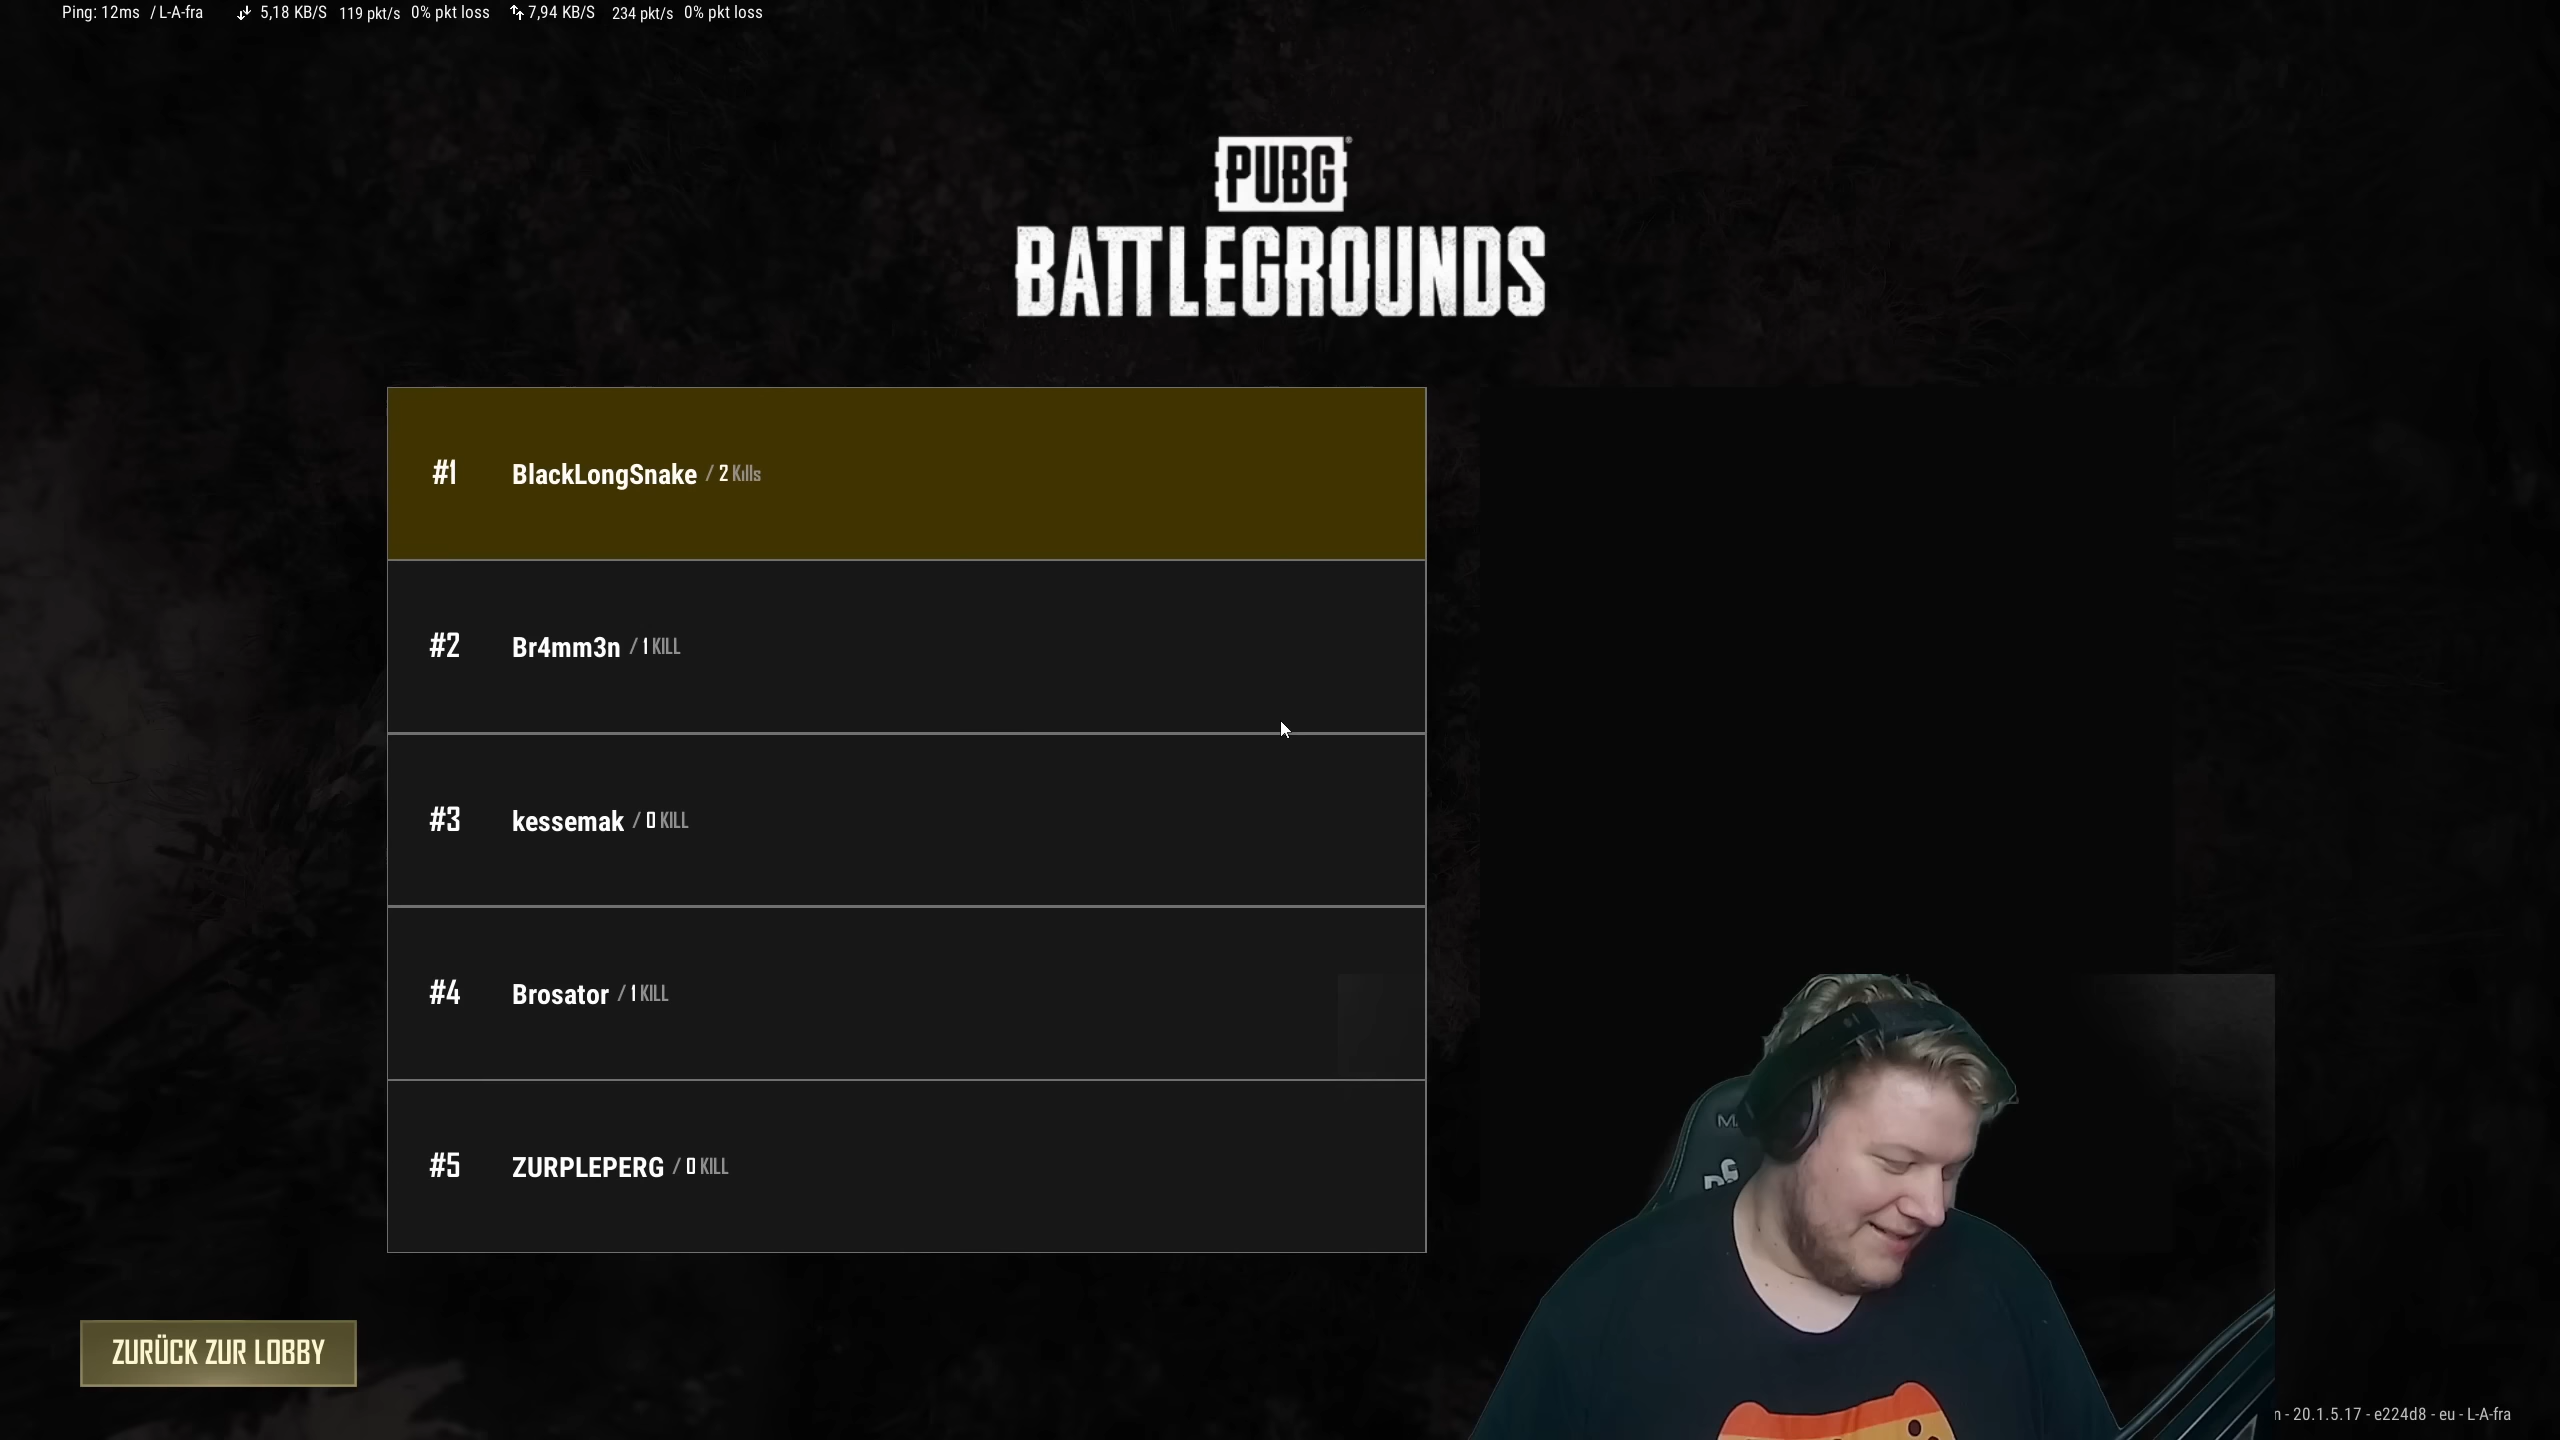 Ping: 12ms / L-A-fra 5,18 KB/S 119 pkt/s 0% pkt loss 7,94 KB/S 234 pkt/s 0% pkt loss
PUBG
BATTLEGROUNDS
#1 BlackLongSnake / 2 Kills
#2 Br4mm3n / 1 KILL
#3 kessemak / 0 KILL
#4 Brosator / 1 KILL
#5 ZURPLEPERG / 0 KILL
ZURÜCK ZUR LOBBY
n - 20.1.5.17 - e224d8 - eu - L-A-fra